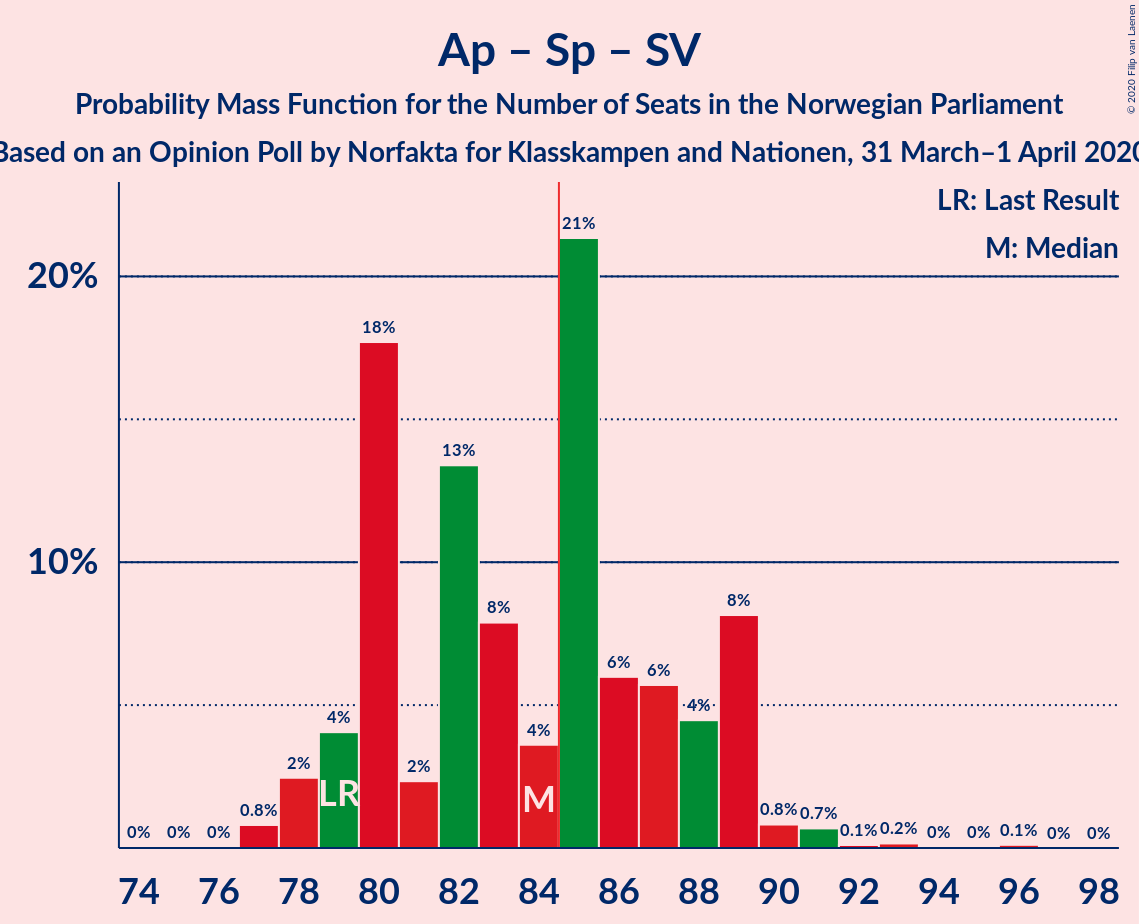 Ap – Sp – SV
Probability Mass Function for the Number of Seats in the Norwegian Parliament
Based on an Opinion Poll by Norfakta for Klasskampen and Nationen, 31 March–1 April 2020
© 2020 Filip van Laenen
LR: Last Result
M: Median
20%
10%
0% 0% 0% 0.8% 2% 4% 18% 2% 13% 8% 4% 21% 6% 6% 4% 8% 0.8% 0.7% 0.1% 0.2% 0% 0% 0.1% 0% 0%
LR M
74 76 78 80 82 84 86 88 90 92 94 96 98